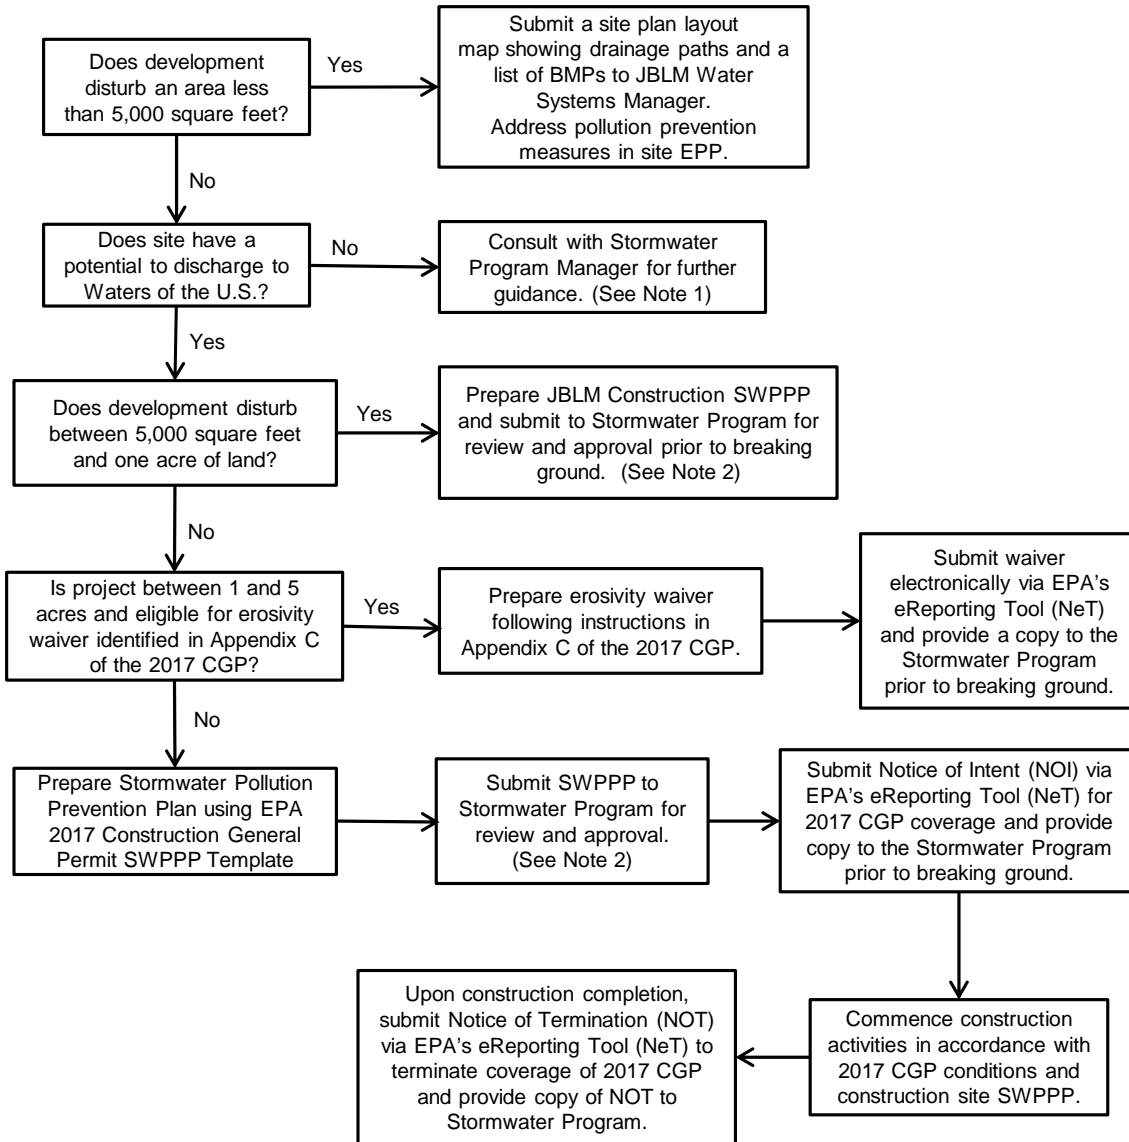 Does development
disturb an area less
than 5,000 square feet?
Yes
Submit a site plan layout
map showing drainage paths and a
list of BMPs to JBLM Water
Systems Manager.
Address pollution prevention
measures in site EPP.
No
Does site have a
potential to discharge to
Waters of the U.S.?
No
Consult with Stormwater
Program Manager for further
guidance. (See Note 1)
Yes
Does development disturb
between 5,000 square feet
and one acre of land?
Yes
Prepare JBLM Construction SWPPP
and submit to Stormwater Program for
review and approval prior to breaking
ground. (See Note 2)
No
Is project between 1 and 5
acres and eligible for erosivity
waiver identified in Appendix C
of the 2017 CGP?
Yes
Prepare erosivity waiver
following instructions in
Appendix C of the 2017 CGP.
Submit waiver
electronically via EPA's
eReporting Tool (NeT)
and provide a copy to the
Stormwater Program
prior to breaking ground.
No
Prepare Stormwater Pollution
Prevention Plan using EPA
2017 Construction General
Permit SWPPP Template
Submit SWPPP to
Stormwater Program for
review and approval.
(See Note 2)
Submit Notice of Intent (NOI) via
EPA's eReporting Tool (NeT) for
2017 CGP coverage and provide
copy to the Stormwater Program
prior to breaking ground.
Commence construction
activities in accordance with
2017 CGP conditions and
construction site SWPPP.
Upon construction completion,
submit Notice of Termination (NOT)
via EPA's eReporting Tool (NeT) to
terminate coverage of 2017 CGP
and provide copy of NOT to
Stormwater Program.